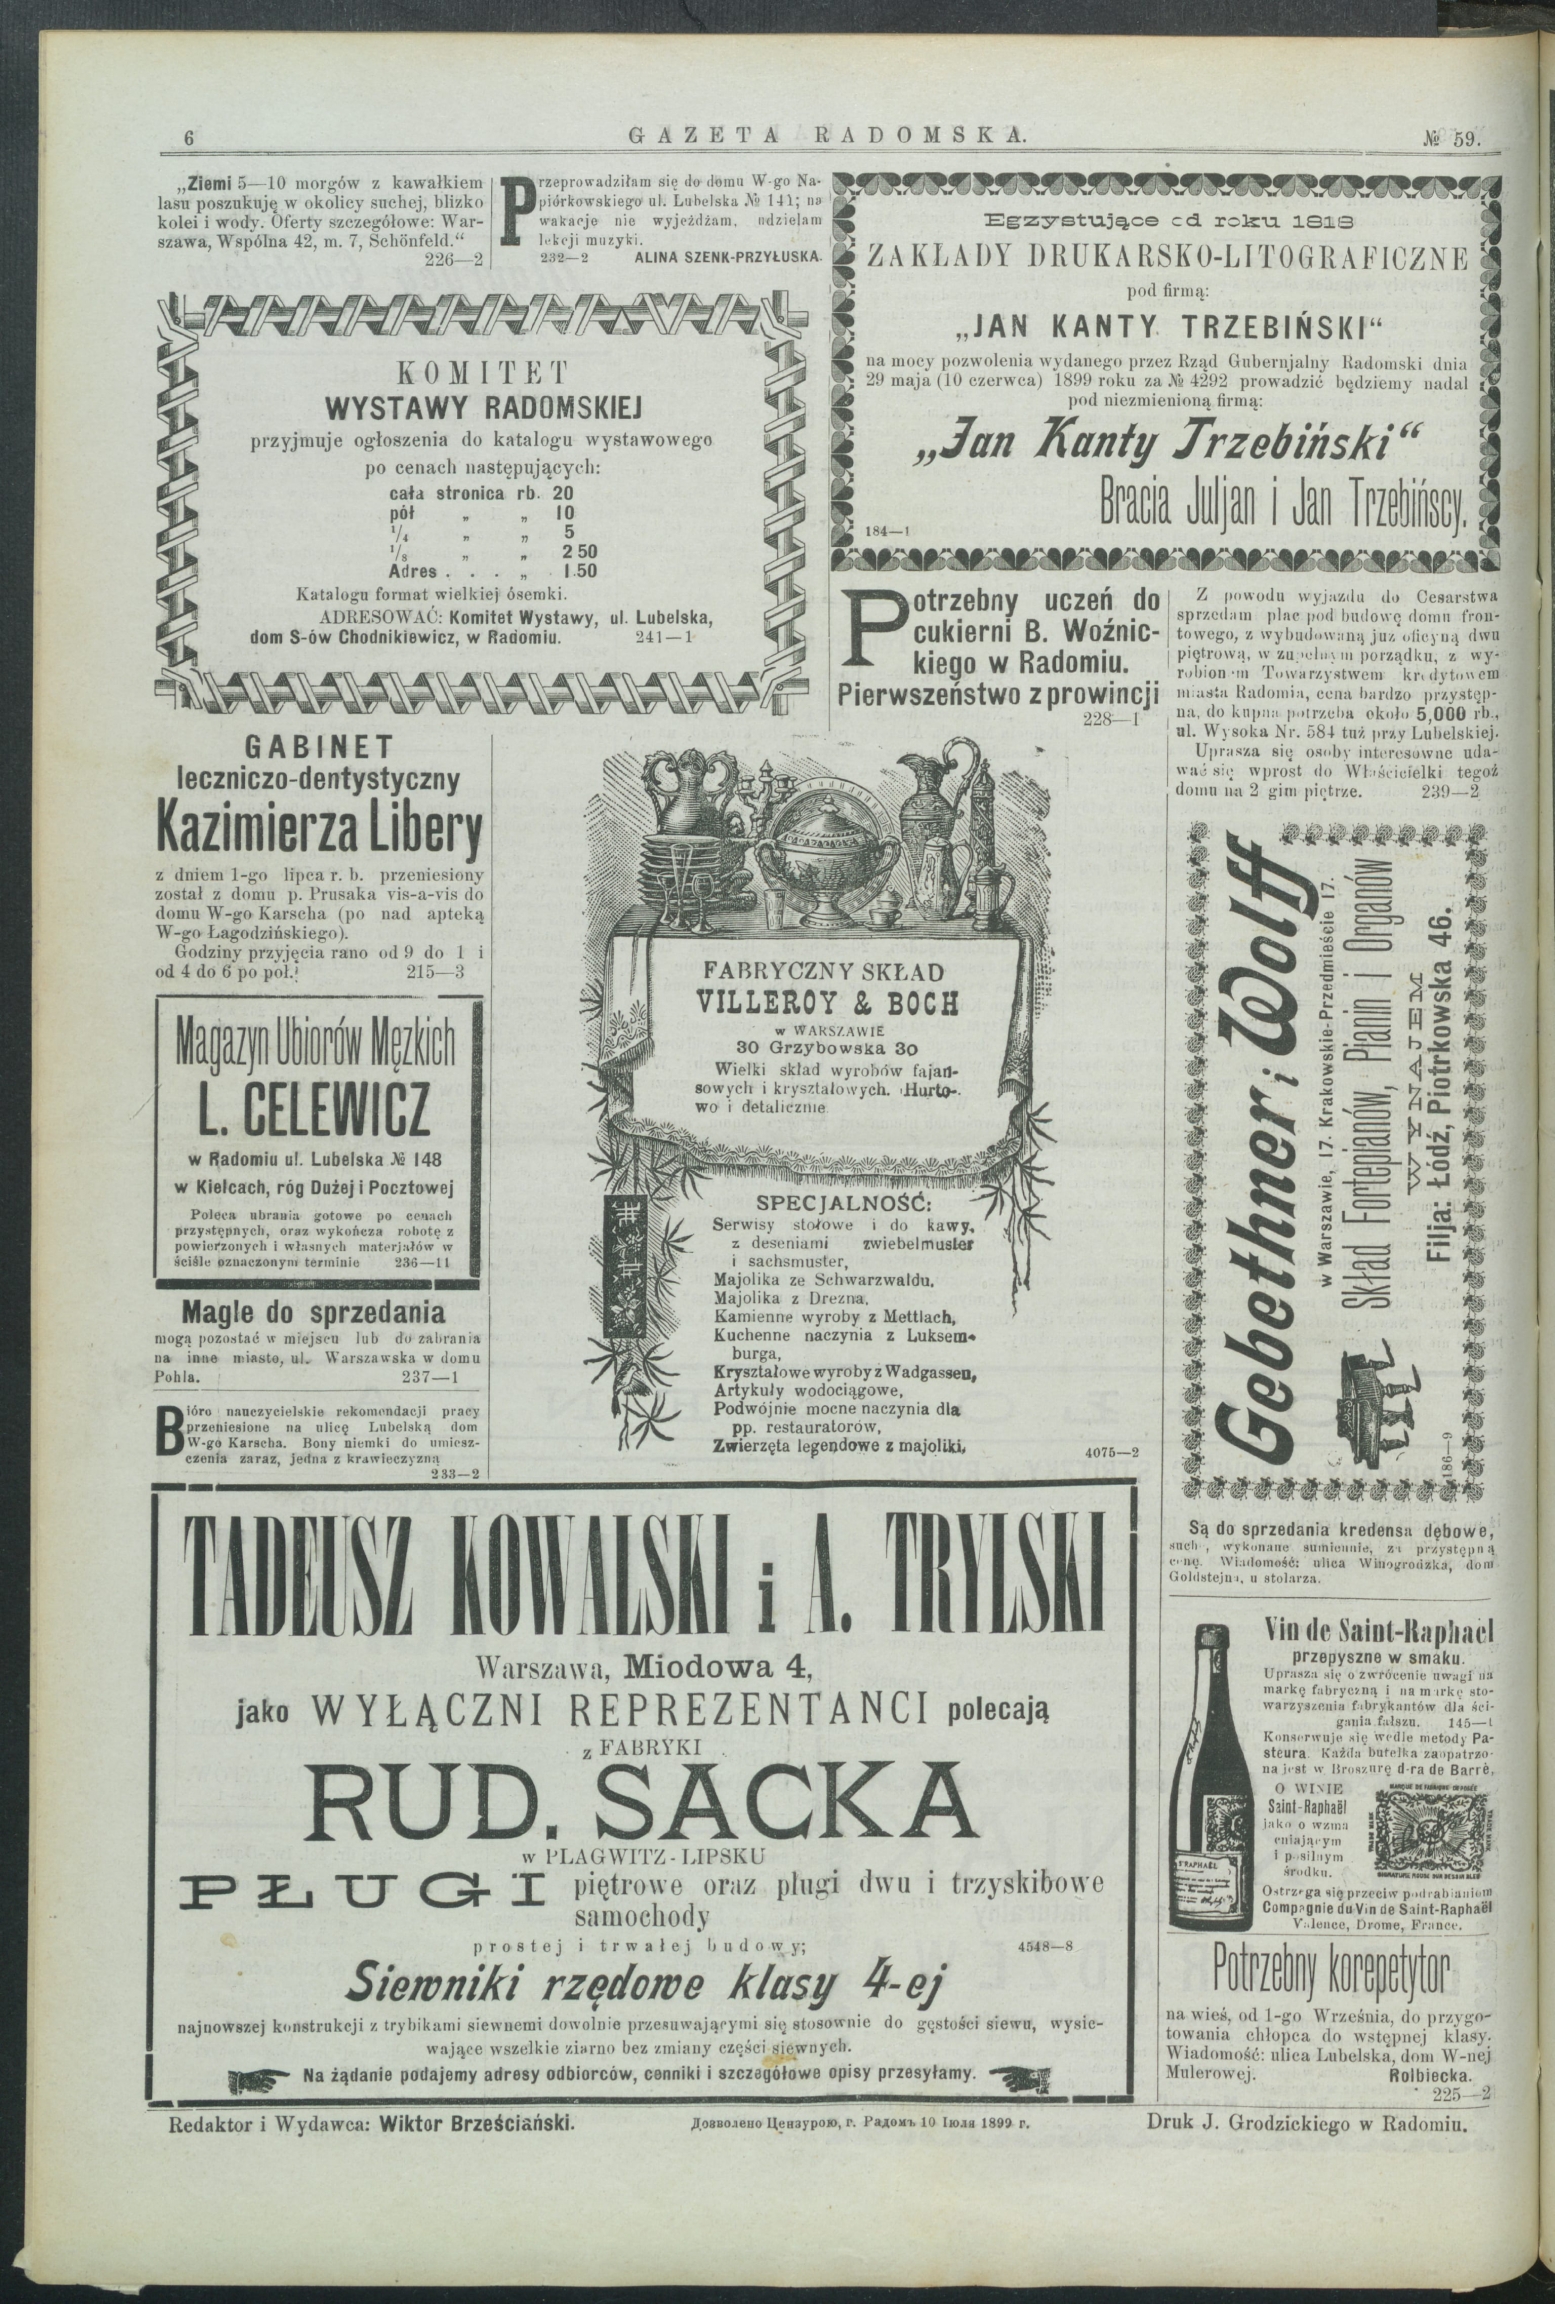 6
GAZETA RADOMSKA.
№ 59.
„Ziemi 5—10 morgów z kawałkiem
lasu poszukuję w okolicy suchej, blizko
kolei i wody. Oferty szczegółowe: War-
szawa, Wspólna 42, m. 7, Schönfeld.“
226—2
Przeprowadziłam się do domu W-go Na-
piórkowskiego ul. Lubelska № 141; na
wakacje nie wyjeżdżam, udzielam
lekcji muzyki.
232—2 ALINA SZENK-PRZYŁUSKA.
KOMITET
WYSTAWY RADOMSKIEJ
przyjmuje ogłoszenia do katalogu wystawowego
po cenach następujących:
cała stronica rb. 20
pół „ „ 10
1/4 „ „ 5
1/8 „ „ 2 50
Adres . . . „ 1.50
Katalogu format wielkiej ósemki.
ADRESOWAĆ: Komitet Wystawy, ul. Lubelska,
dom S-ów Chodnikiewicz, w Radomiu. 241—1
Egzystujące od roku 1818
ZAKŁADY DRUKARSKO-LITOGRAFICZNE
pod firmą:
„JAN KANTY TRZEBIŃSKI“
na mocy pozwolenia wydanego przez Rząd Gubernjalny Radomski dnia
29 maja (10 czerwca) 1899 roku za № 4292 prowadzić będziemy nadal
pod niezmienioną firmą:
„Jan Kanty Trzebiński“
Bracia Juljan i Jan Trzebińscy.
184—1
Potrzebny uczeń do
cukierni B. Woźnic-
kiego w Radomiu.
Pierwszeństwo z prowincji
228—1
Z powodu wyjazdu do Cesarstwa
sprzedam plac pod budowę domu fron-
towego, z wybudowaną już oficyną dwu
piętrową, w zupełnym porządku, z wy-
robionem Towarzystwem kredytowem
miasta Radomia, cena bardzo przystęp-
na, do kupna potrzeba około 5,000 rb.,
ul. Wysoka Nr. 584 tuż przy Lubelskiej.
Uprasza się osoby interesowne uda-
wać się wprost do Właścicielki tegoż
domu na 2 gim piętrze. 239—2
GABINET
leczniczo-dentystyczny
Kazimierza Libery
z dniem 1-go lipca r. b. przeniesiony
został z domu p. Prusaka vis-a-vis do
domu W-go Karscha (po nad apteką
W-go Łagodzińskiego).
Godziny przyjęcia rano od 9 do 1 i
od 4 do 6 po poł. 215—3
Magazyn Ubiorów Męzkich
L. CELEWICZ
w Radomiu ul. Lubelska № 148
w Kielcach, róg Dużej i Pocztowej
Poleca ubrania gotowe po cenach
przystępnych, oraz wykończa robotę z
powierzonych i własnych materjałów w
ściśle oznaczonym terminie 236—11
Magle do sprzedania
mogą pozostać w miejscu lub do zabrania
na inne miasto, ul. Warszawska w domu
Pohla. 237—1
Bióro nauczycielskie rekomendacji pracy
przeniesione na ulicę Lubelską dom
W-go Karscha. Bony niemki do umiesz-
czenia zaraz, jedna z krawieczyzną
233—2
FABRYCZNY SKŁAD
VILLEROY & BOCH
w WARSZAWIE
30 Grzybowska 30
Wielki skład wyrobów fajan-
sowych i kryształowych. Hurto-
wo i detalicznie
SPECJALNOŚĆ:
Serwisy stołowe i do kawy,
z deseniami zwiebelmuster
i sachsmuster,
Majolika ze Schwarzwaldu,
Majolika z Drezna,
Kamienne wyroby z Mettlach,
Kuchenne naczynia z Luksem-
burga,
Kryształowe wyroby z Wadgassen,
Artykuły wodociągowe,
Podwójnie mocne naczynia dla
pp. restauratorów,
Zwierzęta legendowe z majoliki,
4075—2
Gebethner i Wolff
w Warszawie, 17. Krakowskie-Przedmieście 17.
Skład Fortepianów, Pianin i Organów
WYNAJEM
Filja: Łódź, Piotrkowska 46.
186—9
Są do sprzedania kredensa dębowe,
such , wykonane sumiennie, za przystępną
cenę. Wiadomość: ulica Winogrodzka, dom
Goldstejna, u stolarza.
Vin de Saint-Raphaël
przepyszne w smaku.
Uprasza się o zwrócenie uwagi na
markę fabryczną i na markę sto-
warzyszenia fabrykantów dla ści-
gania fałszu. 145—1
Konserwuje się wedle metody Pa-
steura. Każda butelka zaopatrzo-
na jest w Broszurę d-ra de Barrè,
O WINIE
Saint-Raphaël
jako o wzma
cniającym
i posilnym
środku.
MARQUE DE FABRIQUE DÉPOSÉE
TRADE MARK
ST RAPHAËL
Ostrzega się przeciw podrabianiom
Compagnie du Vin de Saint-Raphaël
Valence, Drome, France.
Potrzebny korepetytor
na wieś, od 1-go Września, do przygo-
towania chłopca do wstępnej klasy.
Wiadomość: ulica Lubelska, dom W-nej
Mulerowej. Rolbiecka.
225—2
TADEUSZ KOWALSKI i A. TRYLSKI
Warszawa, Miodowa 4,
jako WYŁĄCZNI REPREZENTANCI polecają
z FABRYKI
RUD. SACKA
w PLAGWITZ-LIPSKU
PŁUGI piętrowe oraz pługi dwu i trzyskibowe
samochody
prostej i trwałej budowy; 4548—8
Siewniki rzędowe klasy 4-ej
najnowszej konstrukcji z trybikami siewnemi dowolnie przesuwającymi się stosownie do gęstości siewu, wysie-
wające wszelkie ziarno bez zmiany części siewnych.
Na żądanie podajemy adresy odbiorców, cenniki i szczegółowe opisy przesyłamy.
Redaktor i Wydawca: Wiktor Brześciański.
Дозволено Цензурою, г. Радомъ 10 Іюля 1899 г.
Druk J. Grodzickiego w Radomiu.